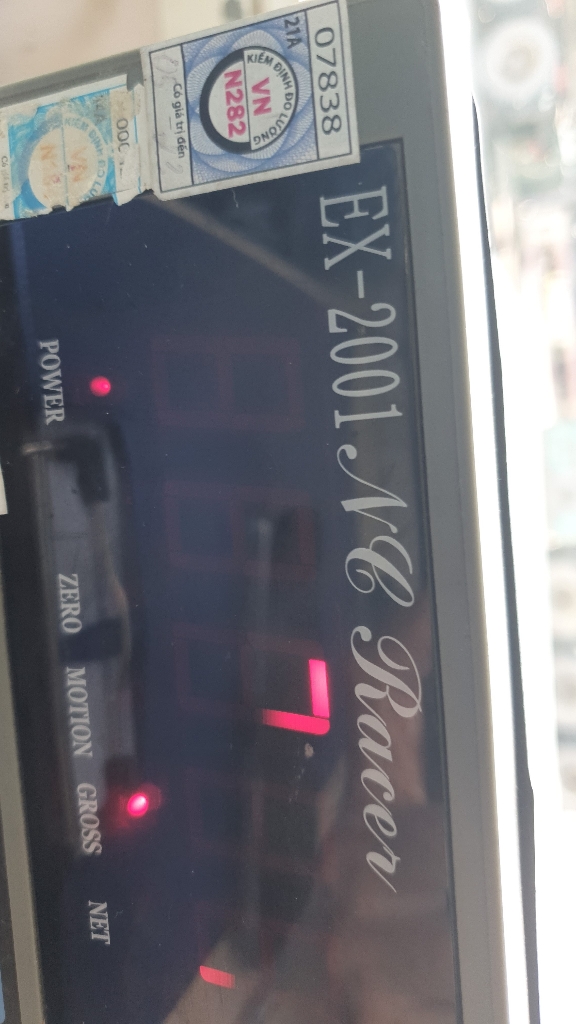 07838
21A
KIỂM ĐỊNH ĐO LƯỜNG
VN
N282
Có giá trị đến
EX-2001 NC Racer
POWER
ZERO MOTION GROSS NET